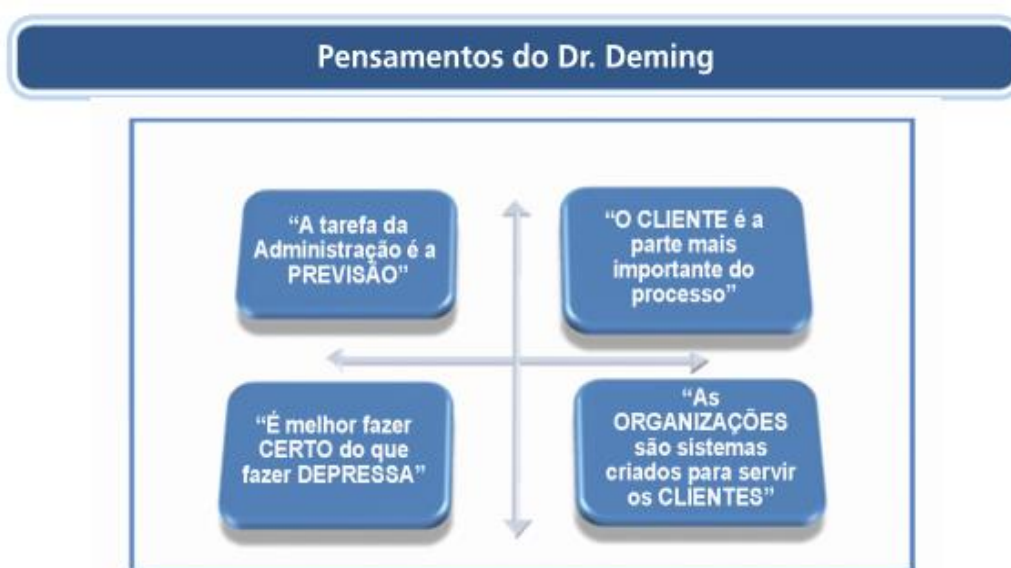 Pensamentos do Dr. Deming
“A tarefa da
Administração é a
PREVISÃO”
“O CLIENTE é a
parte mais
importante do
processo”
“É melhor fazer
CERTO do que
fazer DEPRESSA”
“As
ORGANIZAÇÕES
são sistemas
criados para servir
os CLIENTES”